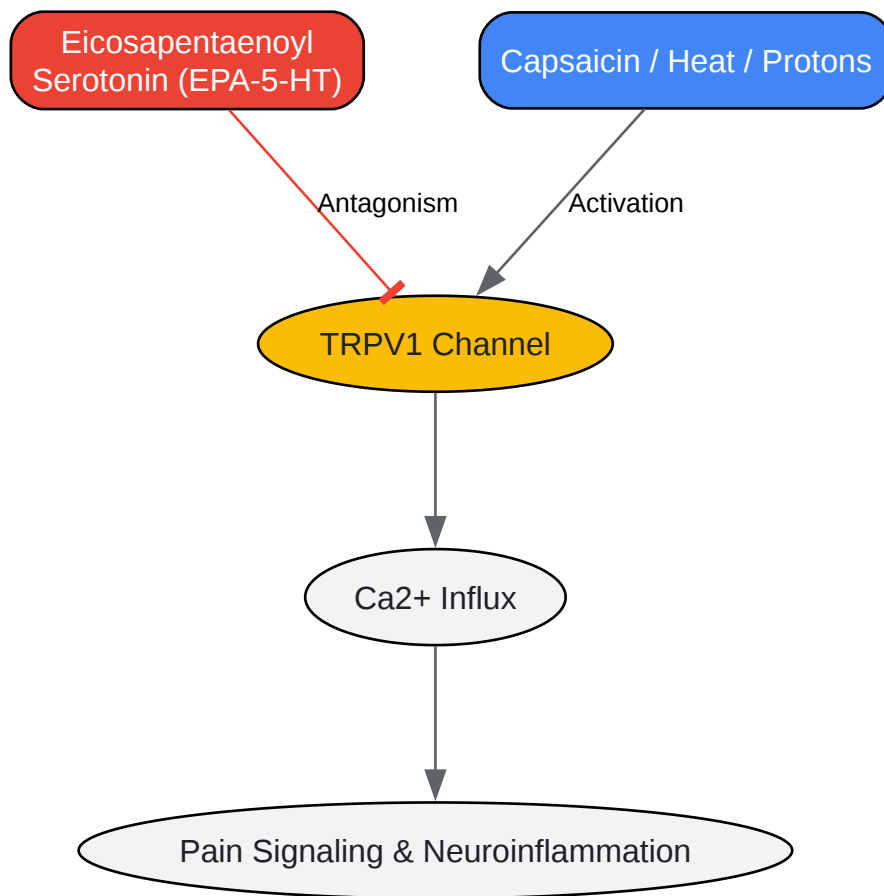 Eicosapentaenoyl
Serotonin (EPA-5-HT)
Capsaicin / Heat / Protons
Antagonism
Activation
TRPV1 Channel
Ca2+ Influx
Pain Signaling & Neuroinflammation